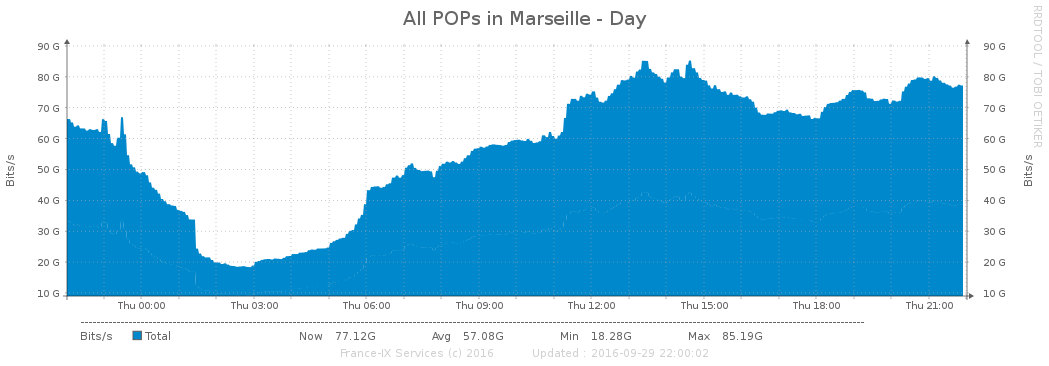 All POPs in Marseille - Day
RRDTOOL / TOBI OETIKER
Bits/s
90 G
80 G
70 G
60 G
50 G
40 G
30 G
20 G
10 G
90 G
80 G
70 G
60 G
50 G
40 G
30 G
20 G
10 G
Bits/s
Thu 00:00 Thu 03:00 Thu 06:00 Thu 09:00 Thu 12:00 Thu 15:00 Thu 18:00 Thu 21:00
Bits/s Total Now 77.12G Avg 57.08G Min 18.28G Max 85.19G
France-IX Services (c) 2016 Updated : 2016-09-29 22:00:02